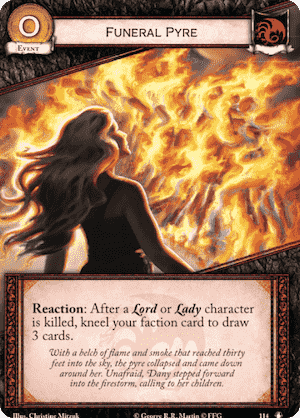 0
FUNERAL PYRE
EVENT
Reaction: After a Lord or Lady character
is killed, kneel your faction card to draw
3 cards.
With a belch of flame and smoke that reached thirty
feet into the sky, the pyre collapsed and came down
around her. Unafraid, Dany stepped forward
into the firestorm, calling to her children.
Illus. Christine Mitzuk © George R.R. Martin © FFG 114